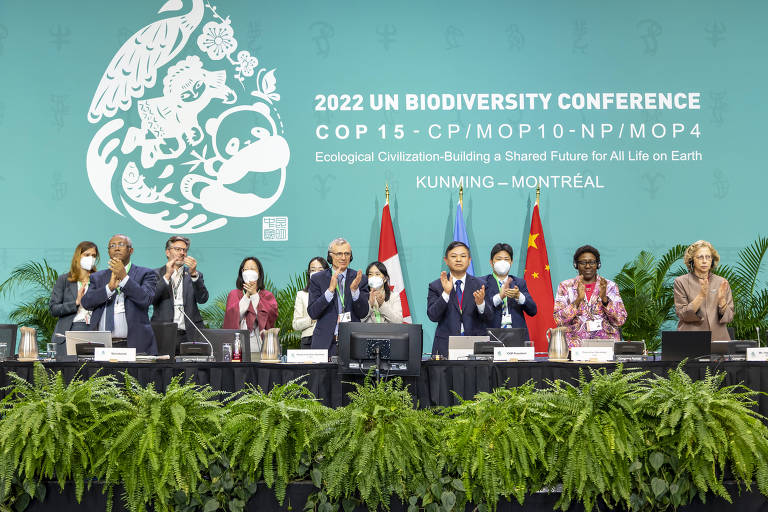 2022 UN BIODIVERSITY CONFERENCE
COP 15 - CP/MOP10-NP/MOP4
Ecological Civilization-Building a Shared Future for All Life on Earth
KUNMING – MONTRÉAL